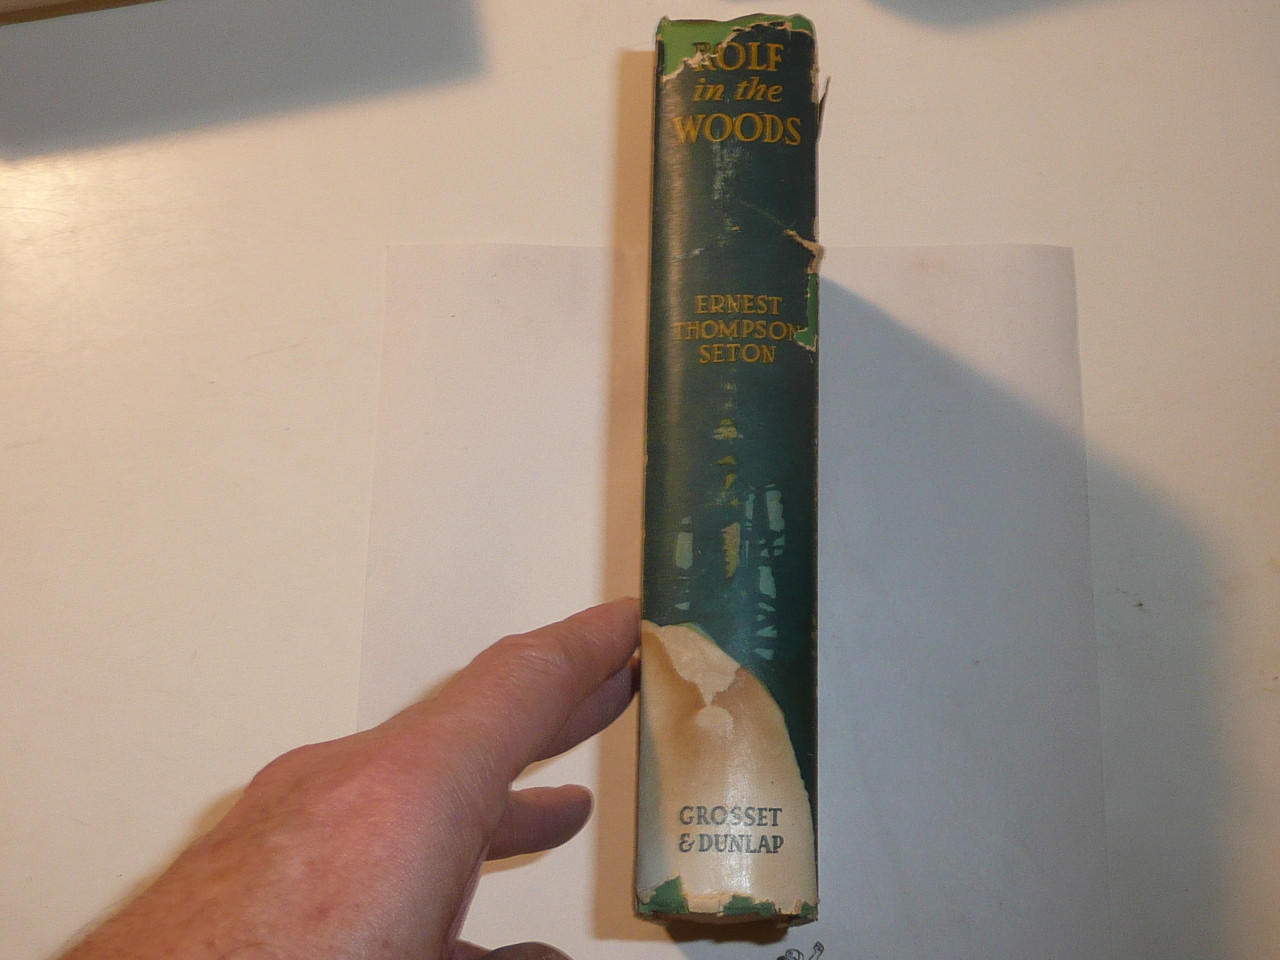 ROLF
in the
WOODS
ERNEST
THOMPSON
SETON
GROSSET
& DUNLAP